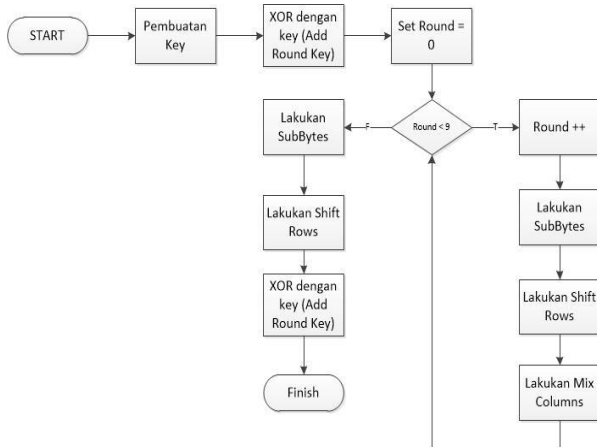 START
Pembuatan
Key
XOR dengan
key (Add
Round Key)
Set Round =
0
Lakukan
SubBytes
F
Round < 9
T
Round ++
Lakukan Shift
Rows
Lakukan
SubBytes
XOR dengan
key (Add
Round Key)
Lakukan Shift
Rows
Finish
Lakukan Mix
Columns